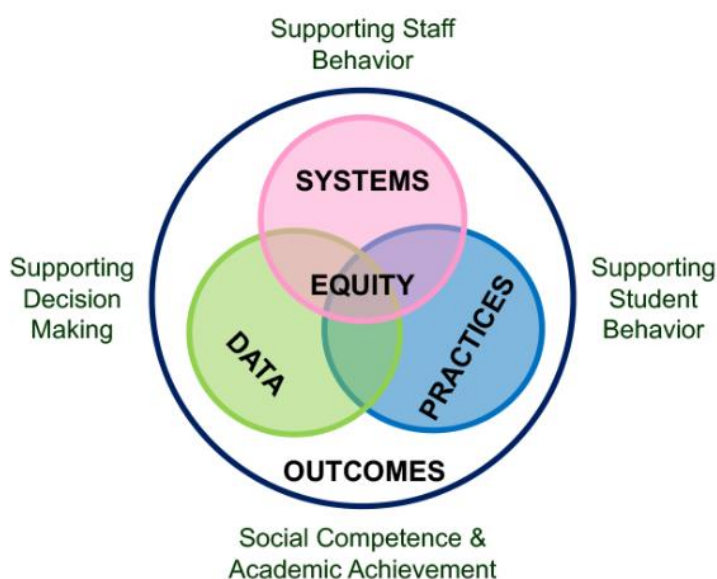 Supporting Staff
Behavior
SYSTEMS
Supporting
Decision
Making
EQUITY
Supporting
Student
Behavior
DATA
PRACTICES
OUTCOMES
Social Competence &
Academic Achievement